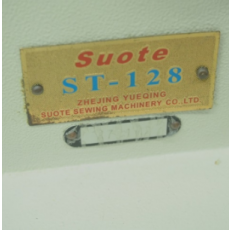 Suote
ST-128
ZHEJING YUEQING
SUOTE SEWING MACHINERY CO.,LTD